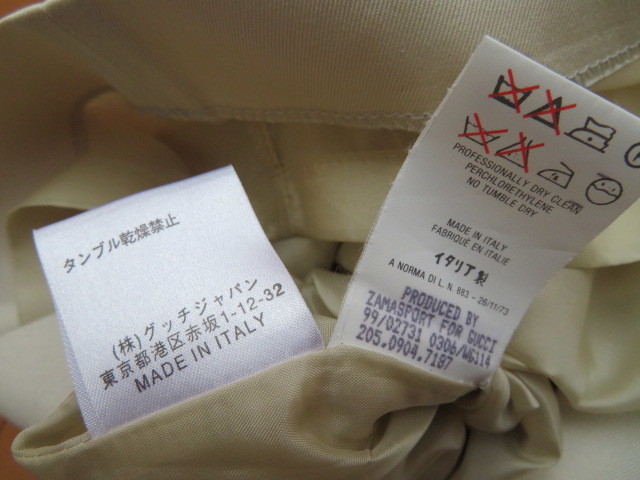 タンブル乾燥禁止
(株)グッチジャパン
東京都港区赤坂1-12-32
MADE IN ITALY
PROFESSIONALLY DRY CLEAN
PERCHLORETHYLENE
NO TUMBLE DRY
MADE IN ITALY
FABRIQUÉ EN ITALIE
イタリア製
A NORMA DI L. N. 883 - 26/11/73
PRODUCED BY
ZAMASPORT FOR GUCCI
99/02731 0306/WG114
205.0904.7187